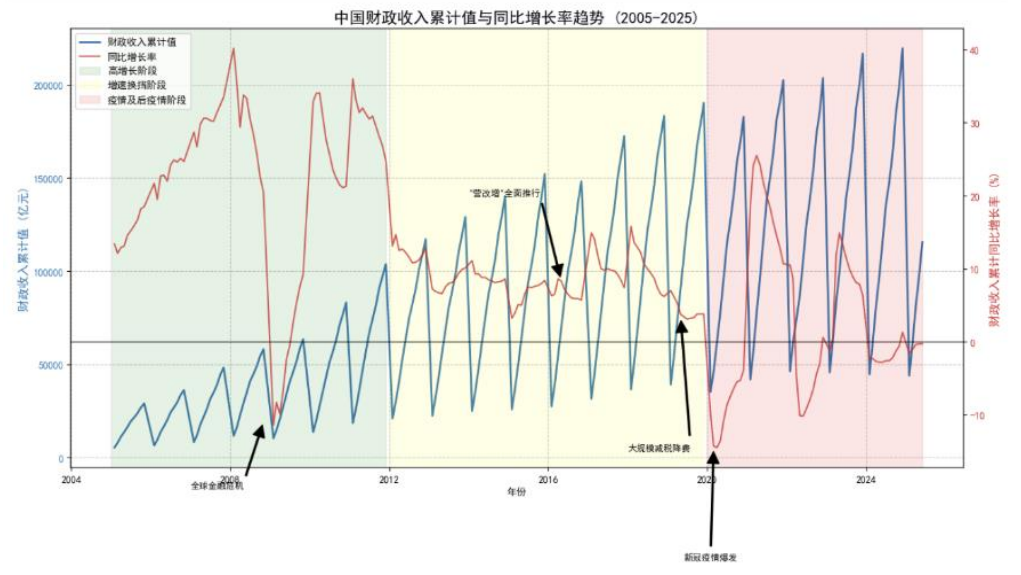 中国财政收入累计值与同比增长率趋势 (2005-2025)
财政收入累计值
同比增长率
高增长阶段
增速换挡阶段
疫情及后疫情阶段
财政收入累计值 (亿元)
200000
150000
100000
50000
0
财政收入累计同比增长率 (%)
40
30
20
10
0
-10
"营改增"全面推行
大规模减税降费
全球金融危机
新冠疫情爆发
2004
2008
2012
2016
2020
2024
年份